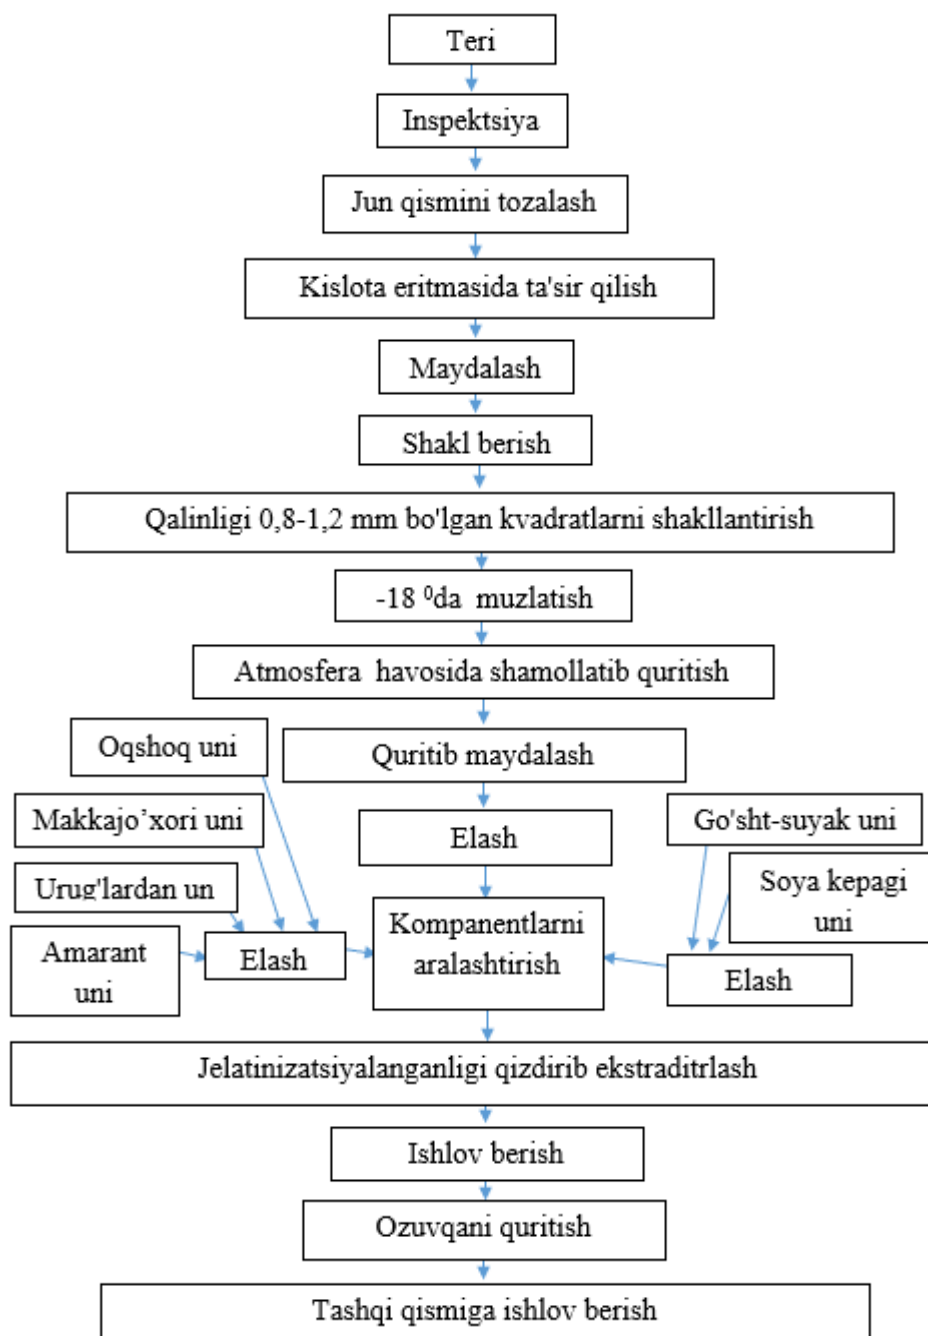 Teri
Inspektsiya
Jun qismini tozalash
Kislota eritmasida ta'sir qilish
Maydalash
Shakl berish
Qalinligi 0,8-1,2 mm bo'lgan kvadratlarni shakllantirish
-18 ⁰da muzlatish
Atmosfera havosida shamollatib quritish
Oqshoq uni
Quritib maydalash
Makkajo’xori uni
Elash
Go'sht-suyak uni
Urug'lardan un
Soya kepagi
uni
Kompanentlarni
aralashtirish
Amarant
uni
Elash
Elash
Jelatinizatsiyalanganligi qizdirib ekstraditrlash
Ishlov berish
Ozuvqani quritish
Tashqi qismiga ishlov berish